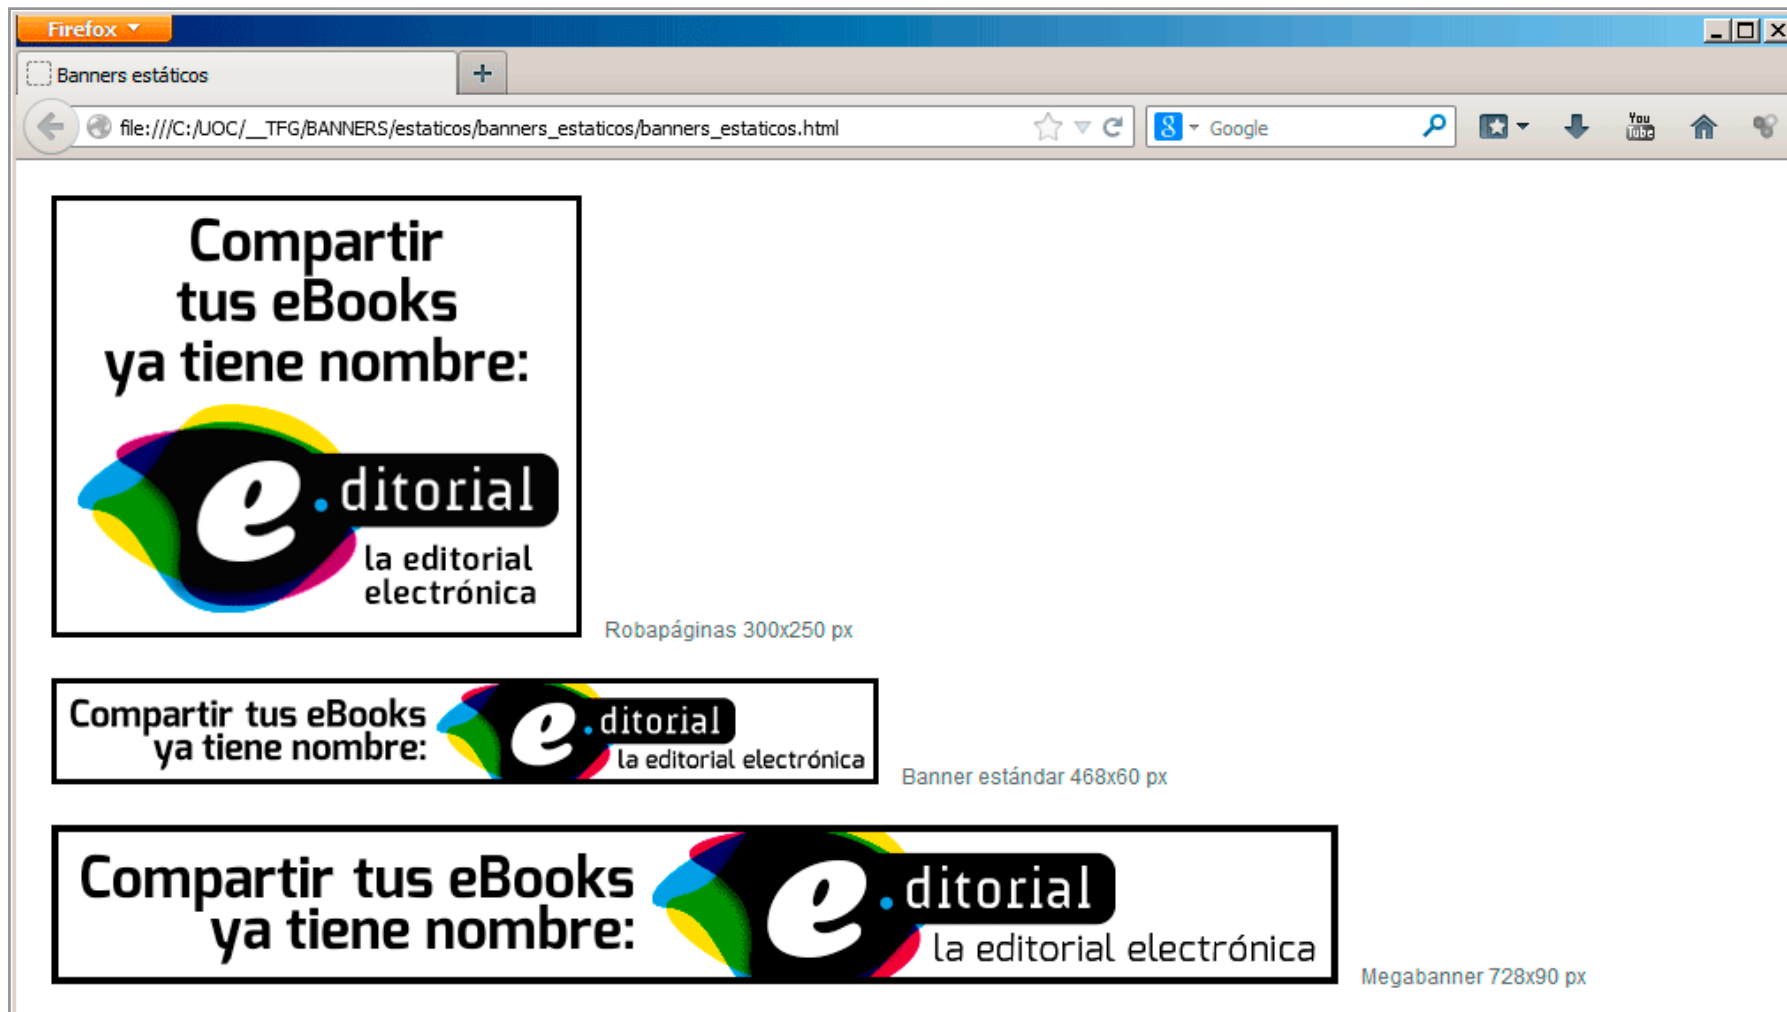 Firefox
Banners estáticos
+
file:///C:/UOC/__TFG/BANNERS/estaticos/banners_estaticos/banners_estaticos.html
8 Google
You Tube
Compartir
tus eBooks
ya tiene nombre:
e.ditorial
la editorial
electrónica
Robapáginas 300x250 px
Compartir tus eBooks
ya tiene nombre:
e.ditorial
la editorial electrónica
Banner estándar 468x60 px
Compartir tus eBooks
ya tiene nombre:
e.ditorial
la editorial electrónica
Megabanner 728x90 px